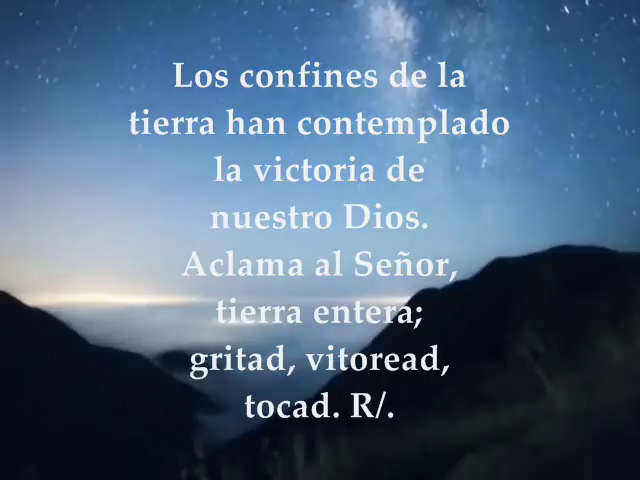 Los confines de la
tierra han contemplado
la victoria de
nuestro Dios.
Aclama al Señor,
tierra entera;
gritad, vitoread,
tocad. R/.